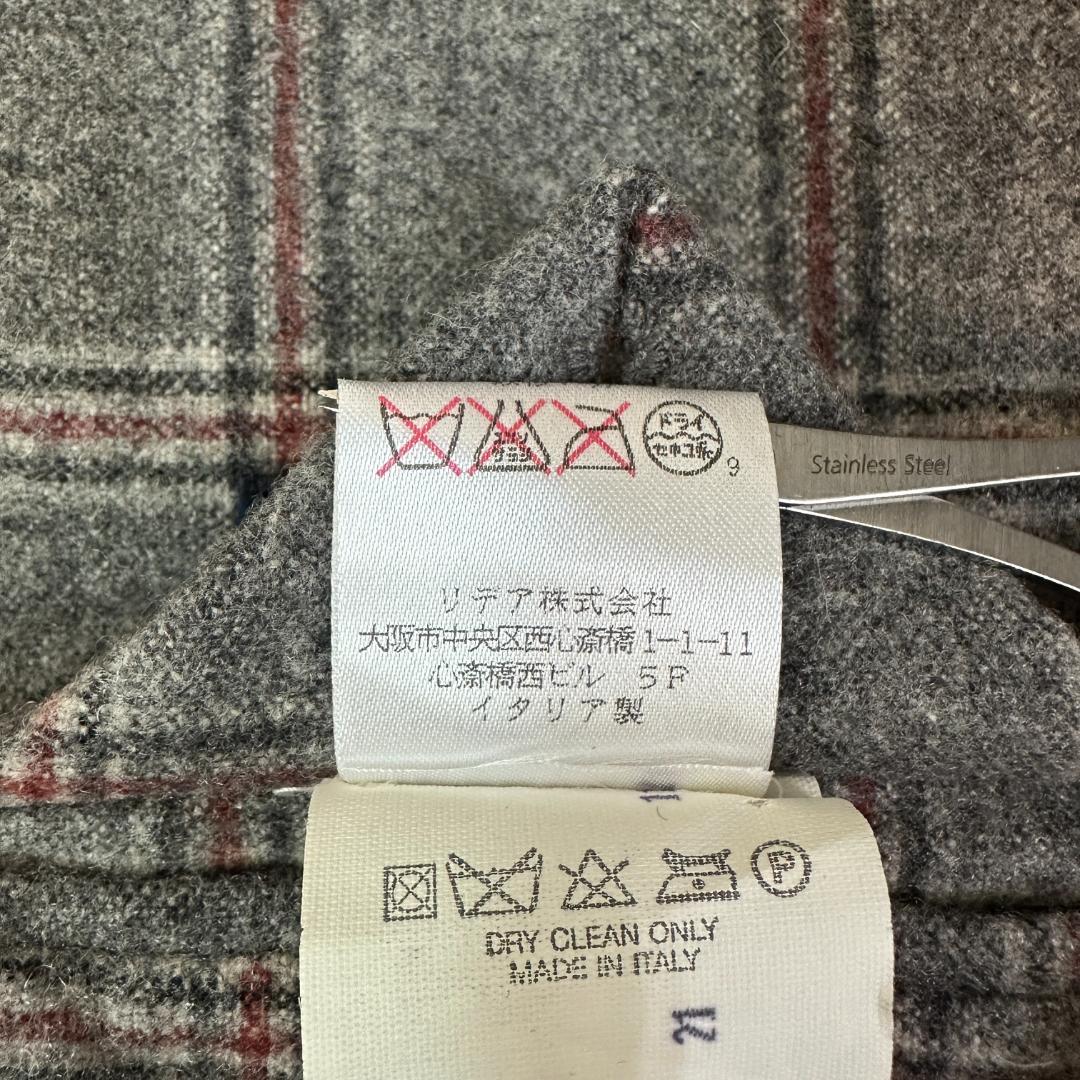 ドライ
セキユ系
9
Stainless Steel
リデア株式会社
大阪市中央区西心斎橋1-1-11
心斎橋西ビル 5F
イタリア製
P
DRY CLEAN ONLY
MADE IN ITALY
21